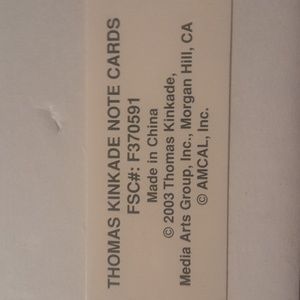 THOMAS KINKADE NOTE CARDS
FSC#: F370591
Made in China
© 2003 Thomas Kinkade,
Media Arts Group, Inc., Morgan Hill, CA
© AMCAL, Inc.